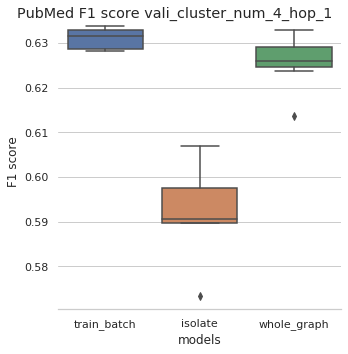 PubMed F1 score vali_cluster_num_4_hop_1
0.63
0.62
0.61
0.60
0.59
0.58
F1 score
train_batch isolate whole_graph
models